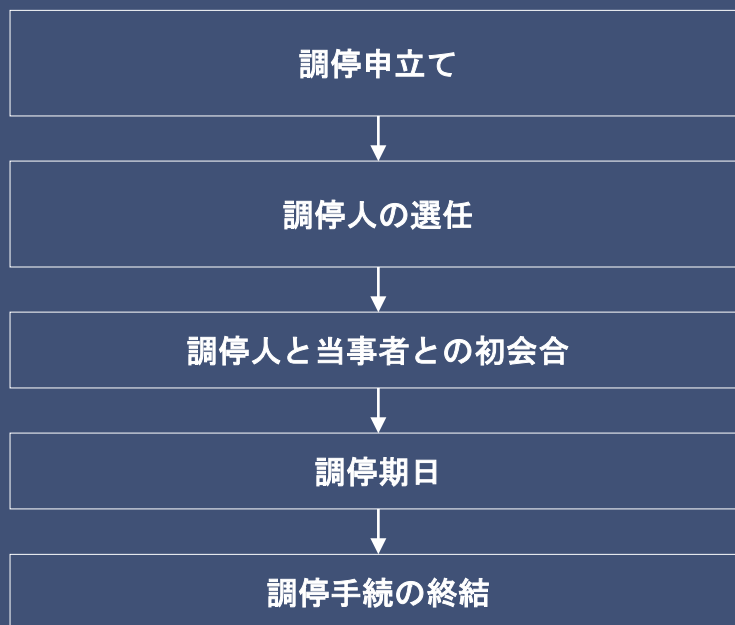 調停申立て
調停人の選任
調停人と当事者との初会合
調停期日
調停手続の終結